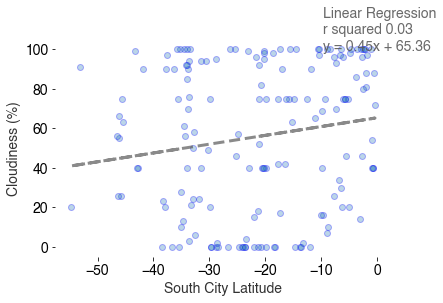 Linear Regression
r squared 0.03
y = 0.45x + 65.36
100
80
60
40
20
0
Cloudiness (%)
−50 −40 −30 −20 −10 0
South City Latitude